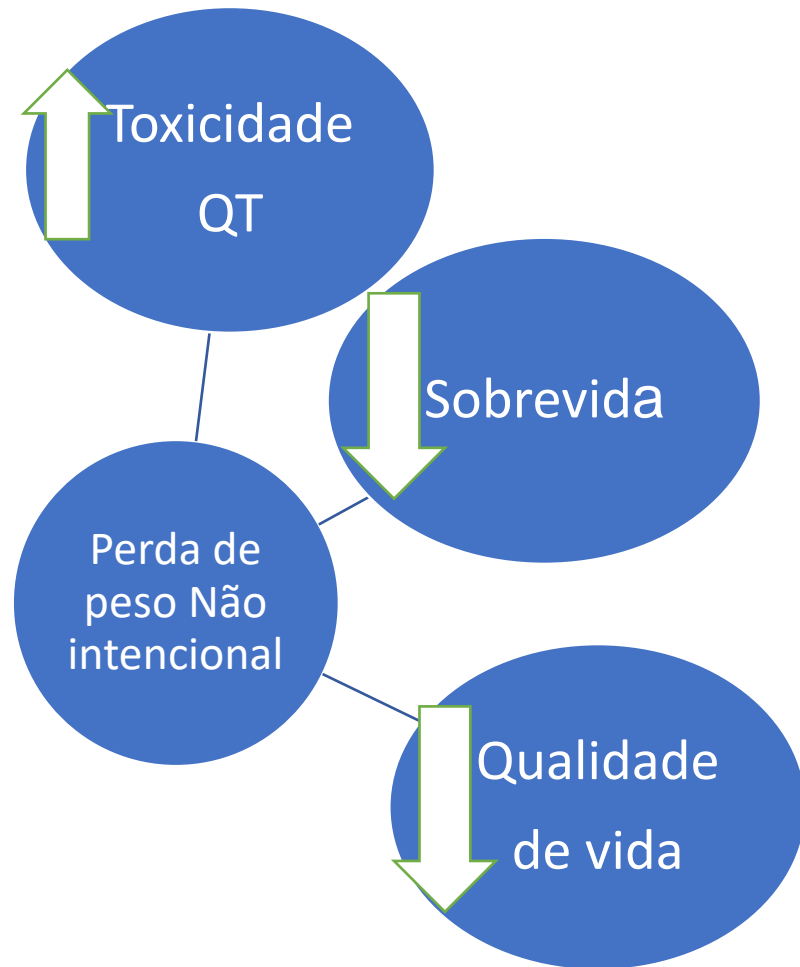 Toxicidade
QT
Sobrevida
Perda de
peso Não
intencional
Qualidade
de vida